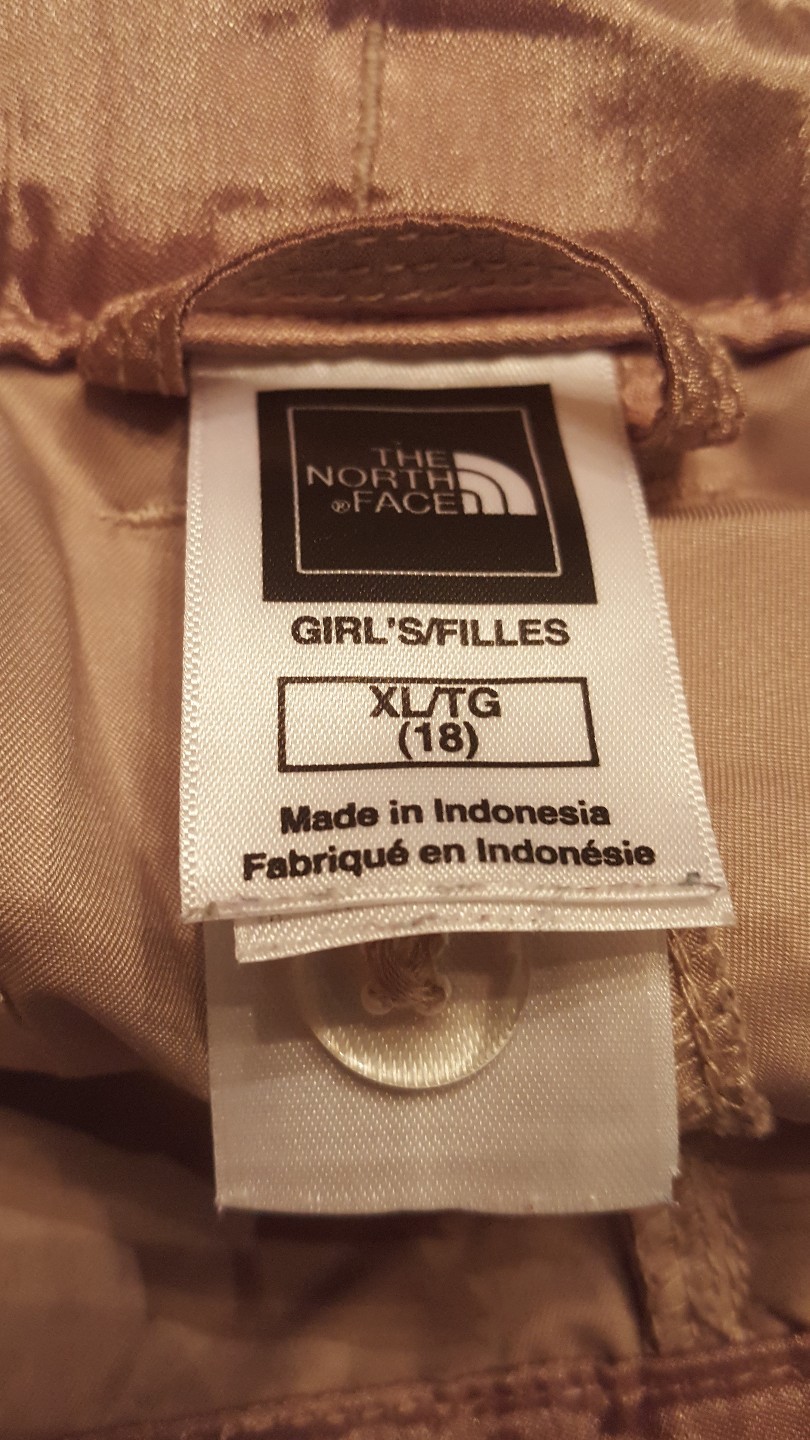 THE
NORTH
®FACE
GIRL'S/FILLES
XL/TG
(18)
Made in Indonesia
Fabriqué en Indonésie